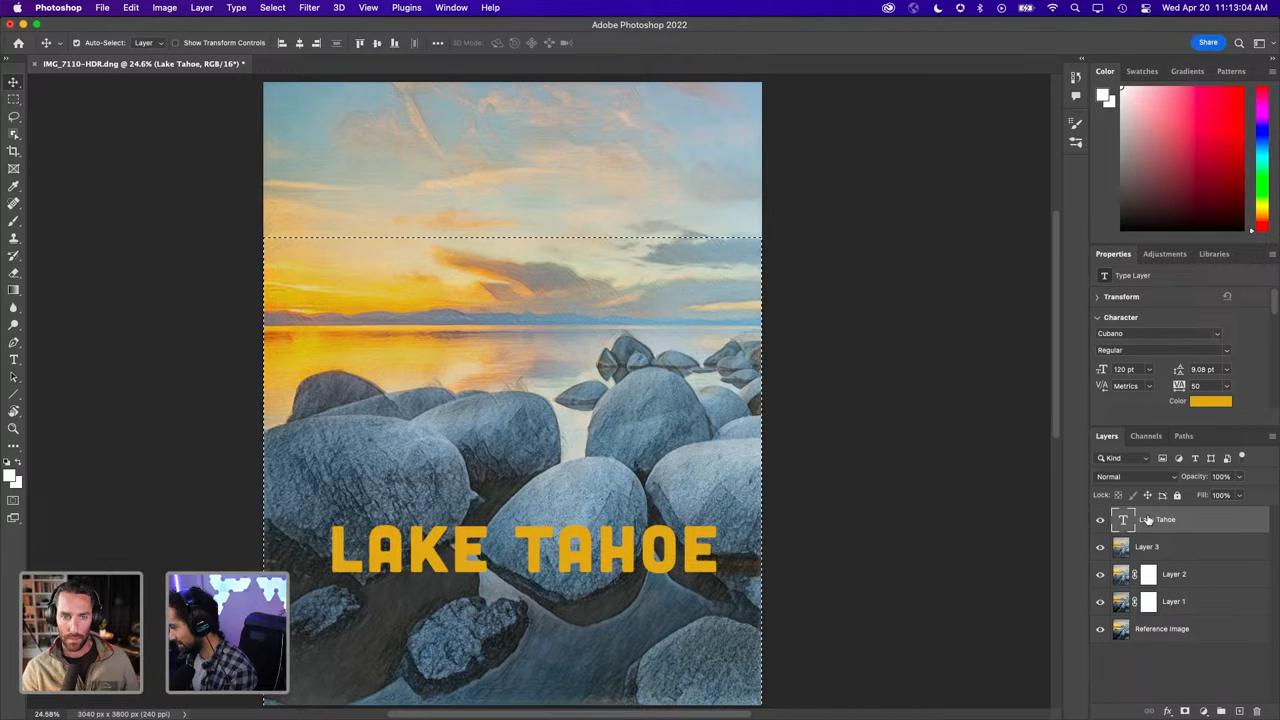 Photoshop File Edit Image Layer Type Select Filter 3D View Plugins Window Help Wed Apr 20 11:13:04 AM
Adobe Photoshop 2022
Auto-Select: Layer Show Transform Controls 3D Mode: Share
IMG_7110-HDR.dng @ 24.6% (Lake Tahoe, RGB/16*) *
Color Swatches Gradients Patterns
Properties Adjustments Libraries
T Type Layer
Transform
Character
Cubano
Regular
120 pt 9.08 pt
Metrics 50
Color
Layers Channels Paths
Kind
Normal Opacity: 100%
Lock: Fill: 100%
T Tahoe
Layer 3
Layer 2
Layer 1
Reference Image
LAKE TAHOE
24.58% 3040 px x 3800 px (240 ppi)